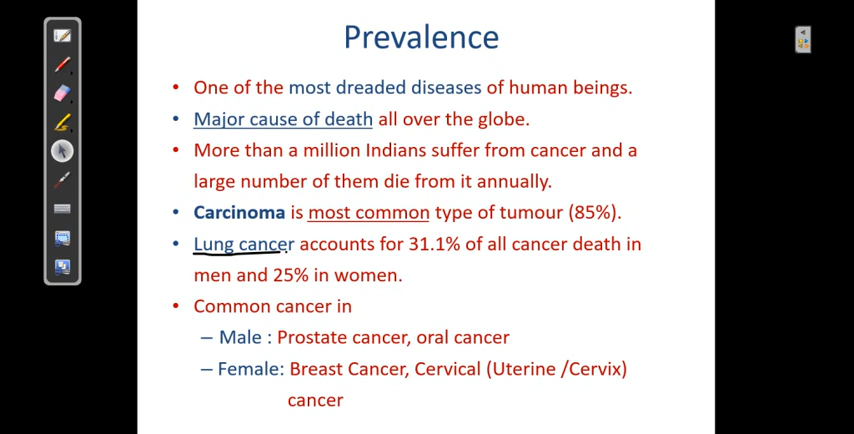 Prevalence
• One of the most dreaded diseases of human beings.
• Major cause of death all over the globe.
• More than a million Indians suffer from cancer and a
large number of them die from it annually.
• Carcinoma is most common type of tumour (85%).
• Lung cancer accounts for 31.1% of all cancer death in
men and 25% in women.
• Common cancer in
– Male : Prostate cancer, oral cancer
– Female: Breast Cancer, Cervical (Uterine /Cervix)
cancer